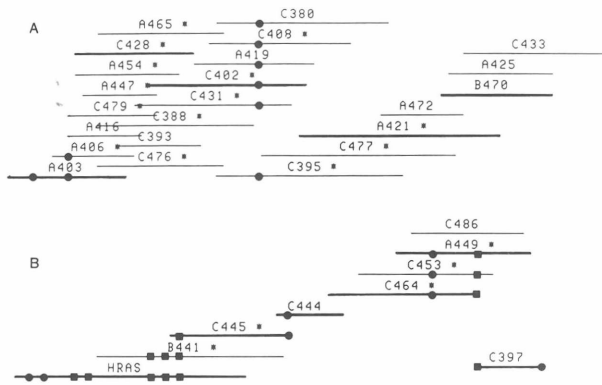 C380
A465 *
A
C408 *
C428 *
A419
C433
A454 *
C402 *
A425
A447
C431 *
B470
C479 *
C388 *
A472
A416
A421 *
C393
A406 *
C477 *
C476 *
A403
C395 *
C486
B
A449 *
C453 *
C464 *
C444
C445 *
B441 *
HRAS
C397